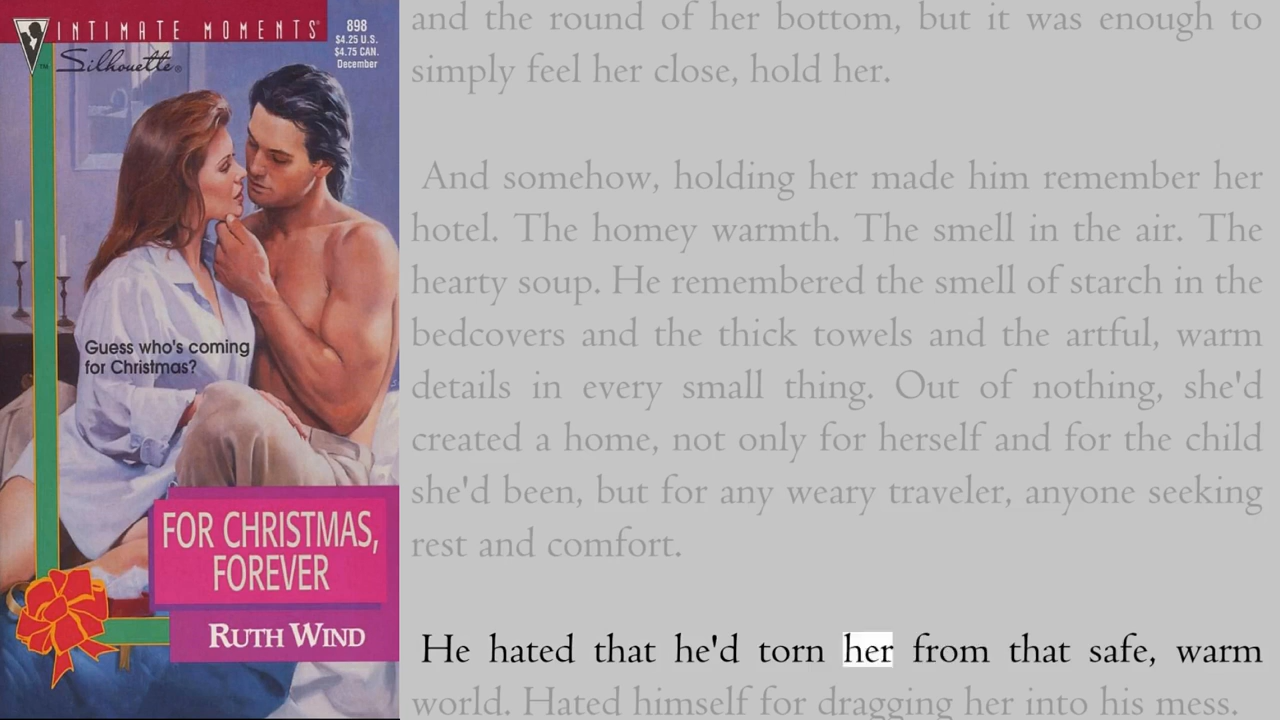 INTIMATE MOMENTS®
Silhouette®
TM
898
$4.25 U.S.
$4.75 CAN.
December
Guess who's coming
for Christmas?
FOR CHRISTMAS,
FOREVER
RUTH WIND
and the round of her bottom, but it was enough to
simply feel her close, hold her.
And somehow, holding her made him remember her
hotel. The homey warmth. The smell in the air. The
hearty soup. He remembered the smell of starch in the
bedcovers and the thick towels and the artful, warm
details in every small thing. Out of nothing, she'd
created a home, not only for herself and for the child
she'd been, but for any weary traveler, anyone seeking
rest and comfort.
He hated that he'd torn her from that safe, warm
world. Hated himself for dragging her into his mess.